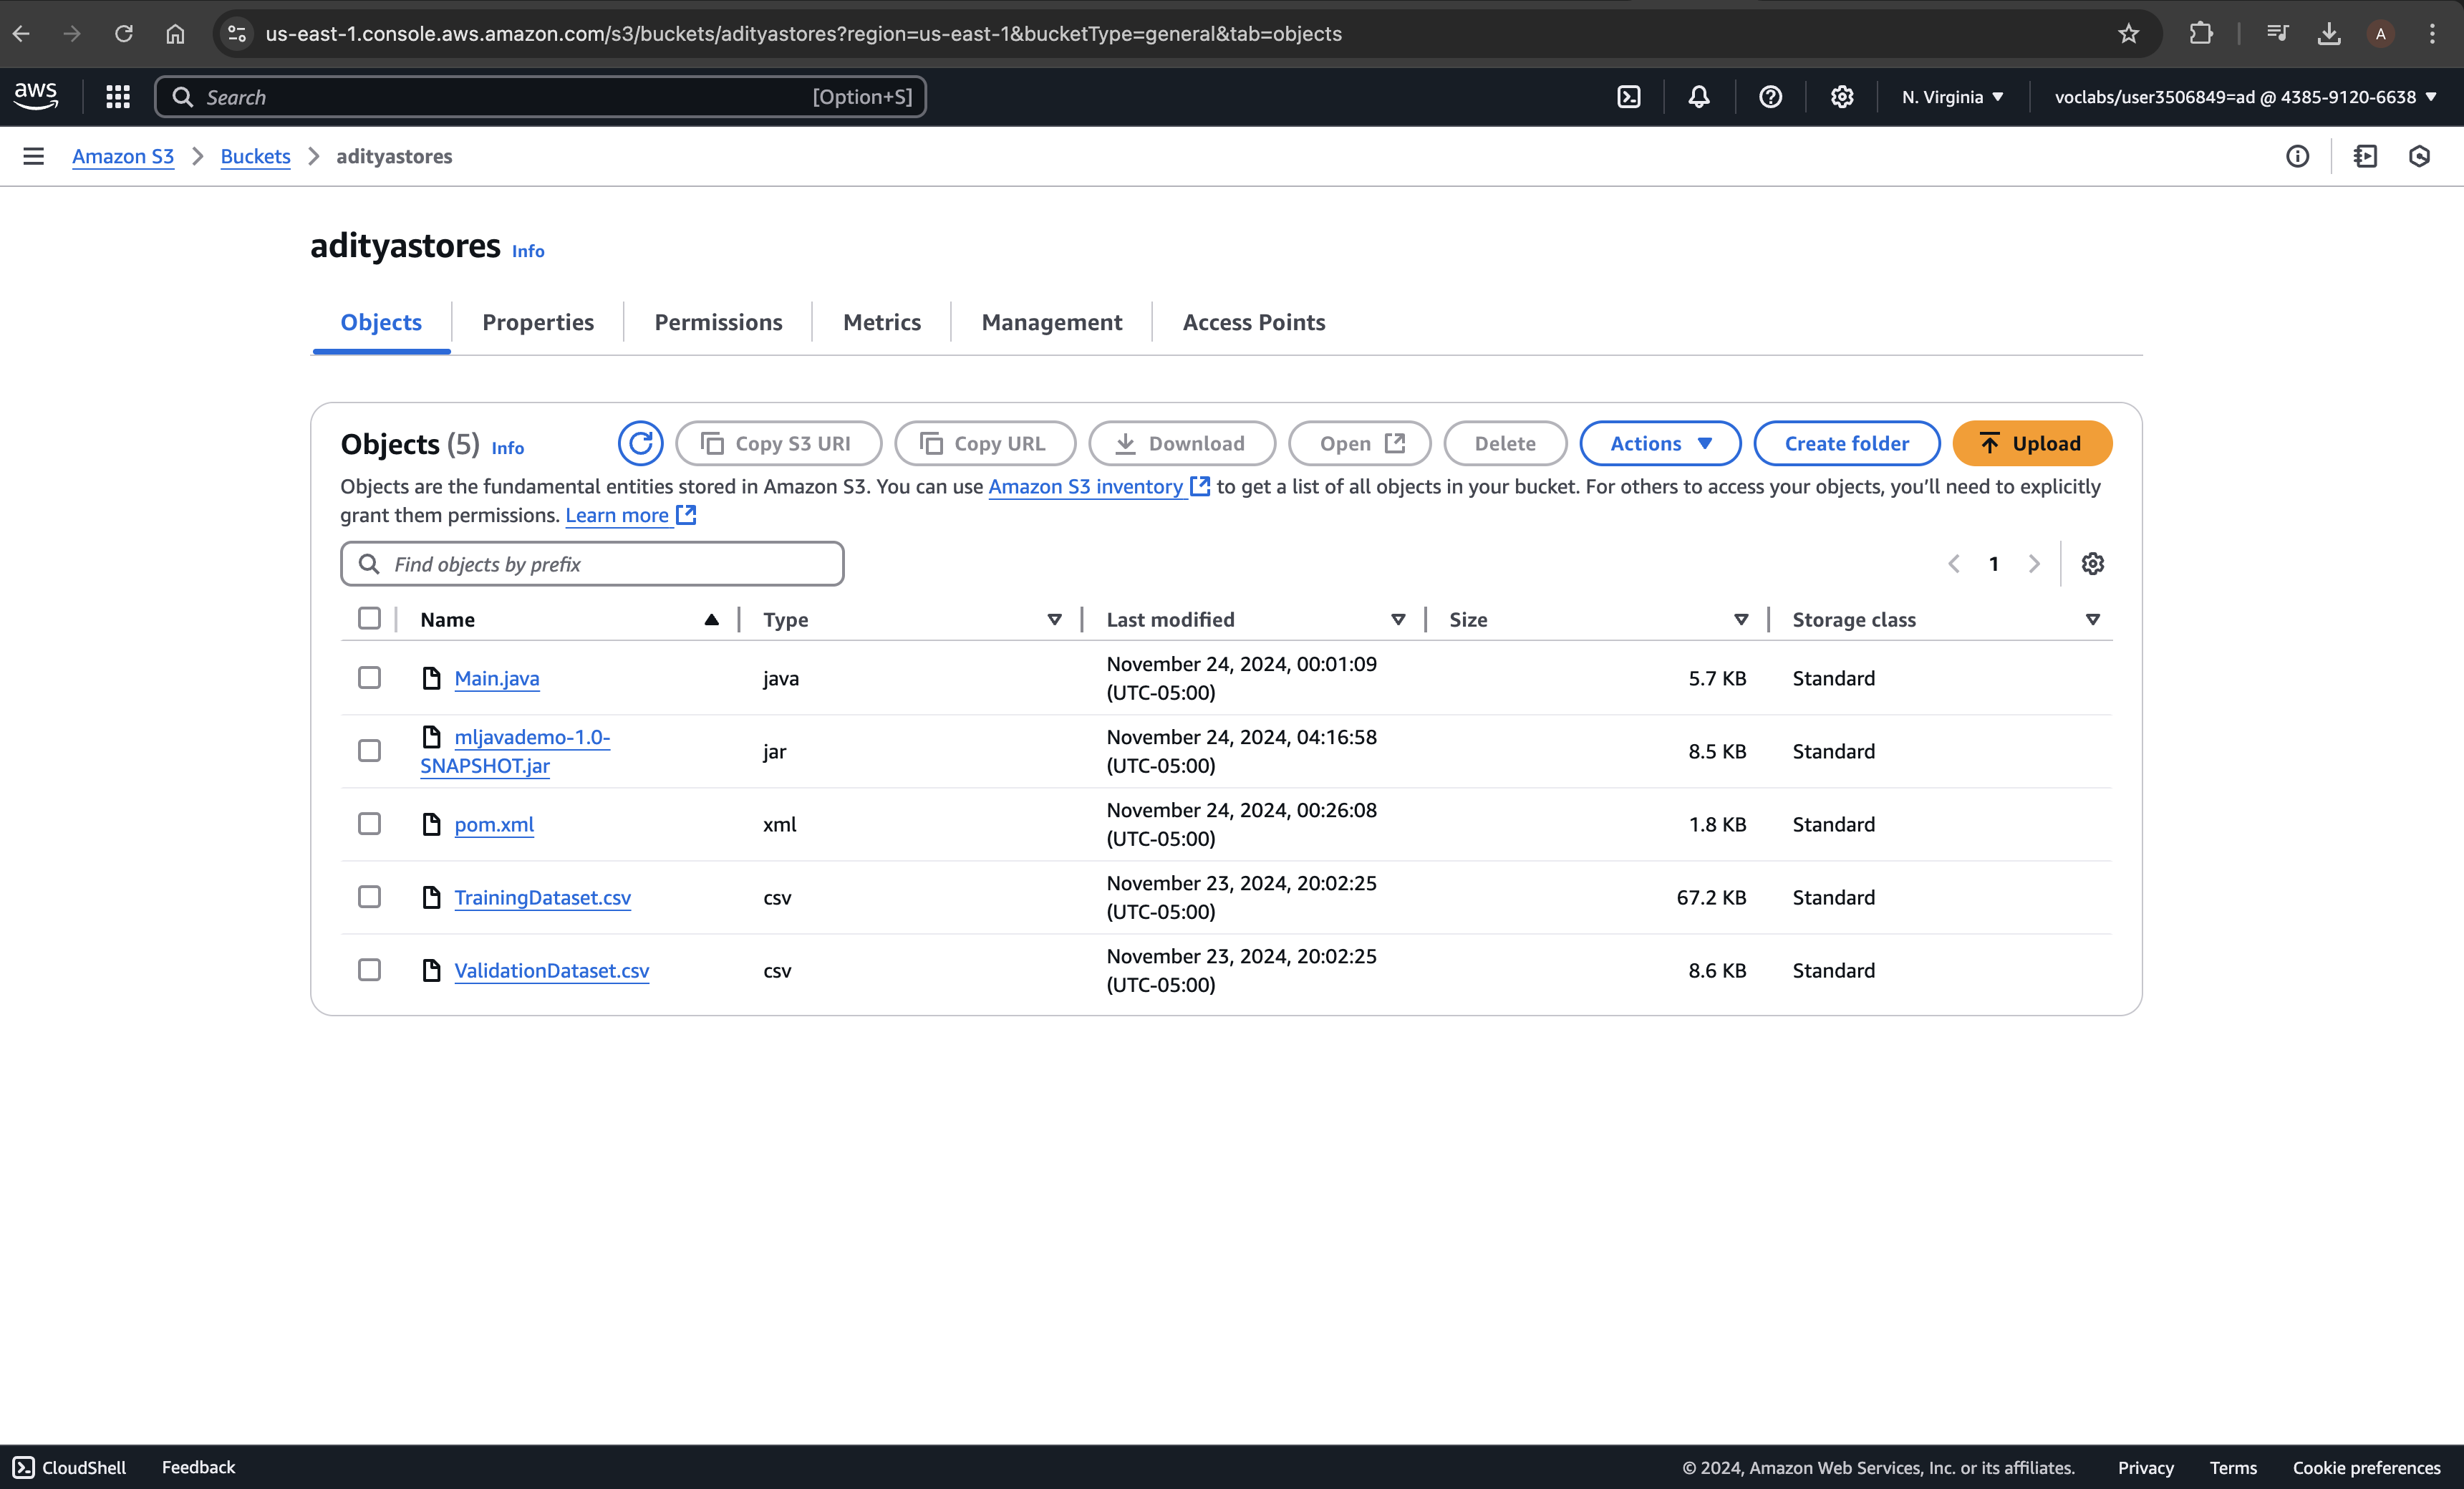 us-east-1.console.aws.amazon.com/s3/buckets/adityastores?region=us-east-1&bucketType=general&tab=objects
A
aws
Search
[Option+S]
N. Virginia
voclabs/user3506849=ad @ 4385-9120-6638
Amazon S3
Buckets
adityastores
adityastores Info
Objects
Properties
Permissions
Metrics
Management
Access Points
Objects (5) Info
Copy S3 URI
Copy URL
Download
Open
Delete
Actions
Create folder
Upload
Objects are the fundamental entities stored in Amazon S3. You can use Amazon S3 inventory to get a list of all objects in your bucket. For others to access your objects, you’ll need to explicitly
grant them permissions. Learn more
Find objects by prefix
1
Name
Type
Last modified
Size
Storage class
Main.java
java
November 24, 2024, 00:01:09
(UTC-05:00)
5.7 KB
Standard
mljavademo-1.0-
SNAPSHOT.jar
jar
November 24, 2024, 04:16:58
(UTC-05:00)
8.5 KB
Standard
pom.xml
xml
November 24, 2024, 00:26:08
(UTC-05:00)
1.8 KB
Standard
TrainingDataset.csv
csv
November 23, 2024, 20:02:25
(UTC-05:00)
67.2 KB
Standard
ValidationDataset.csv
csv
November 23, 2024, 20:02:25
(UTC-05:00)
8.6 KB
Standard
CloudShell
Feedback
© 2024, Amazon Web Services, Inc. or its affiliates.
Privacy
Terms
Cookie preferences